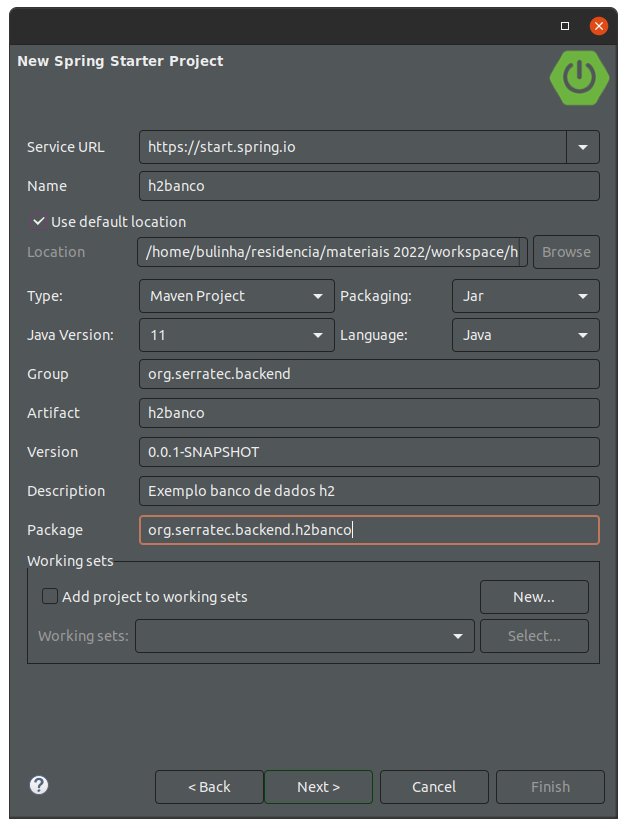 New Spring Starter Project
Service URL https://start.spring.io
Name h2banco
Use default location
Location /home/bulinha/residencia/materiais 2022/workspace/h Browse
Type: Maven Project Packaging: Jar
Java Version: 11 Language: Java
Group org.serratec.backend
Artifact h2banco
Version 0.0.1-SNAPSHOT
Description Exemplo banco de dados h2
Package org.serratec.backend.h2banco
Working sets
Add project to working sets New...
Working sets: Select...
? < Back Next > Cancel Finish